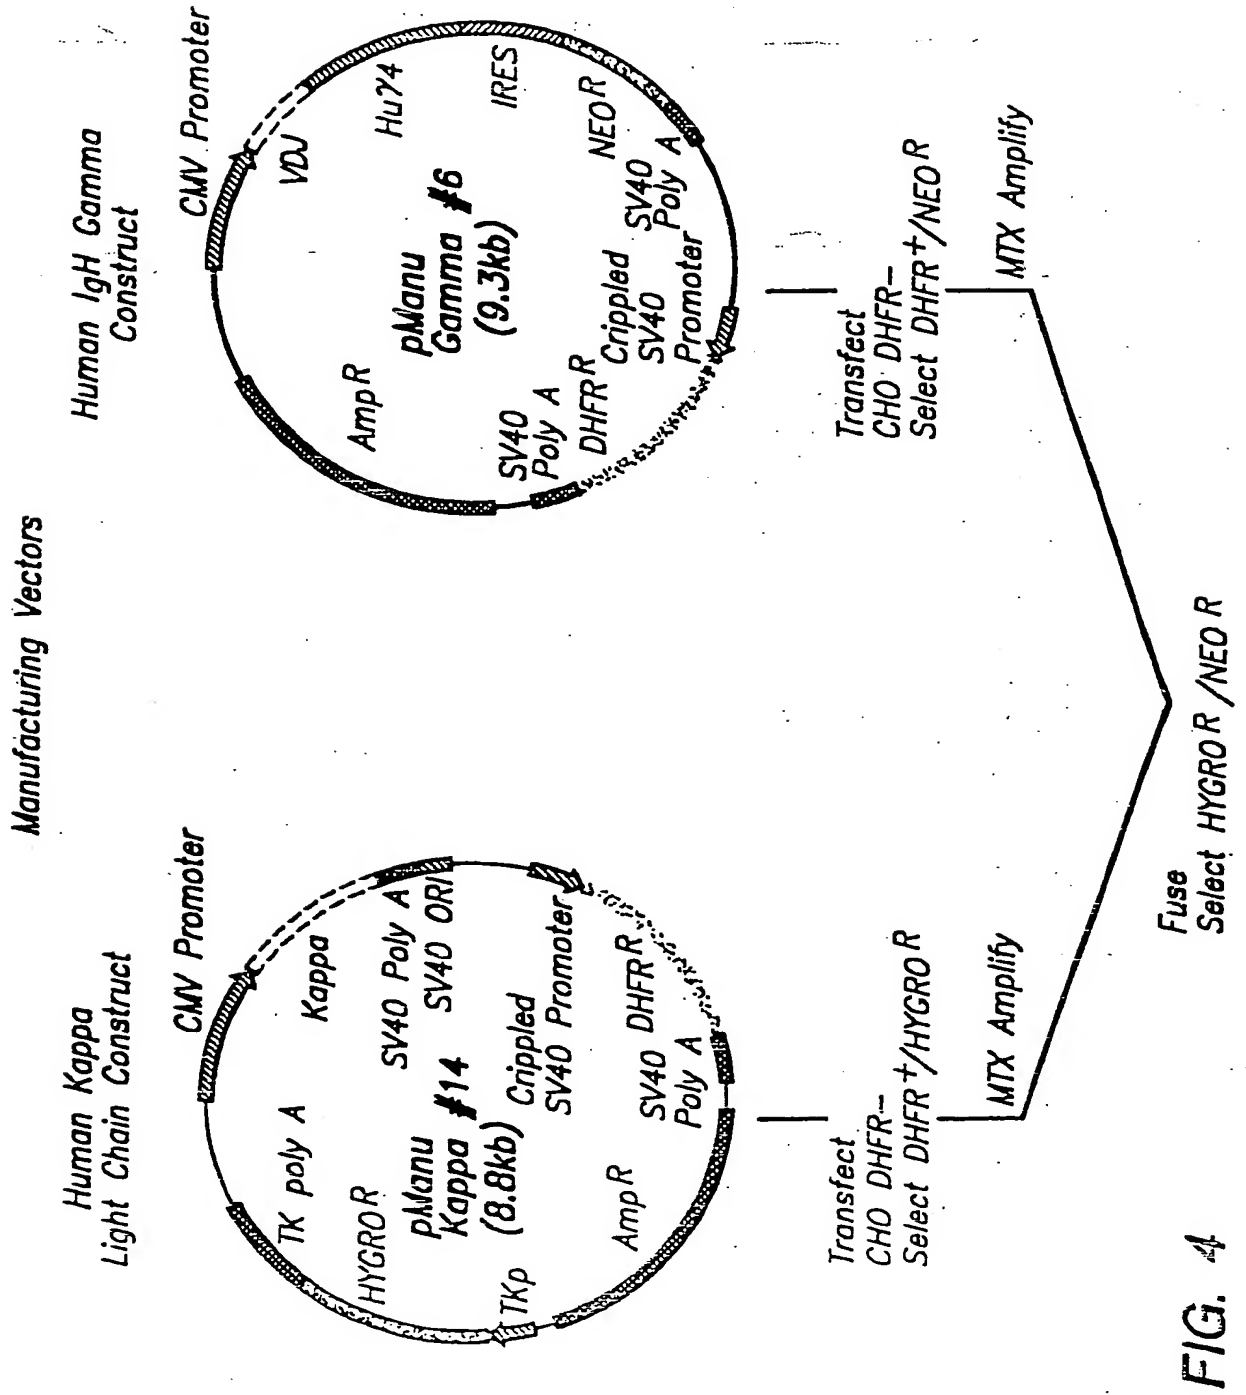 Manufacturing Vectors
Human Kappa
Light Chain Construct
CMV Promoter
Kappa
SV40 Poly A
SV40 ORI
Crippled
SV40 Promoter
DHFR R
SV40
Poly A
AmpR
TKp
HYGRO R
TK poly A
pManu
Kappa #14
(8.8kb)
Human IgH Gamma
Construct
CMV Promoter
VDJ
Huγ4
IRES
NEO R
SV40
Poly A
Crippled
SV40
Promoter
DHFR R
SV40
Poly A
AmpR
pManu
Gamma #6
(9.3kb)
Transfect
CHO DHFR-
Select DHFR+/HYGRO R
MTX Amplify
Transfect
CHO DHFR-
Select DHFR+/NEO R
MTX Amplify
Fuse
Select HYGRO R /NEO R
FIG. 4